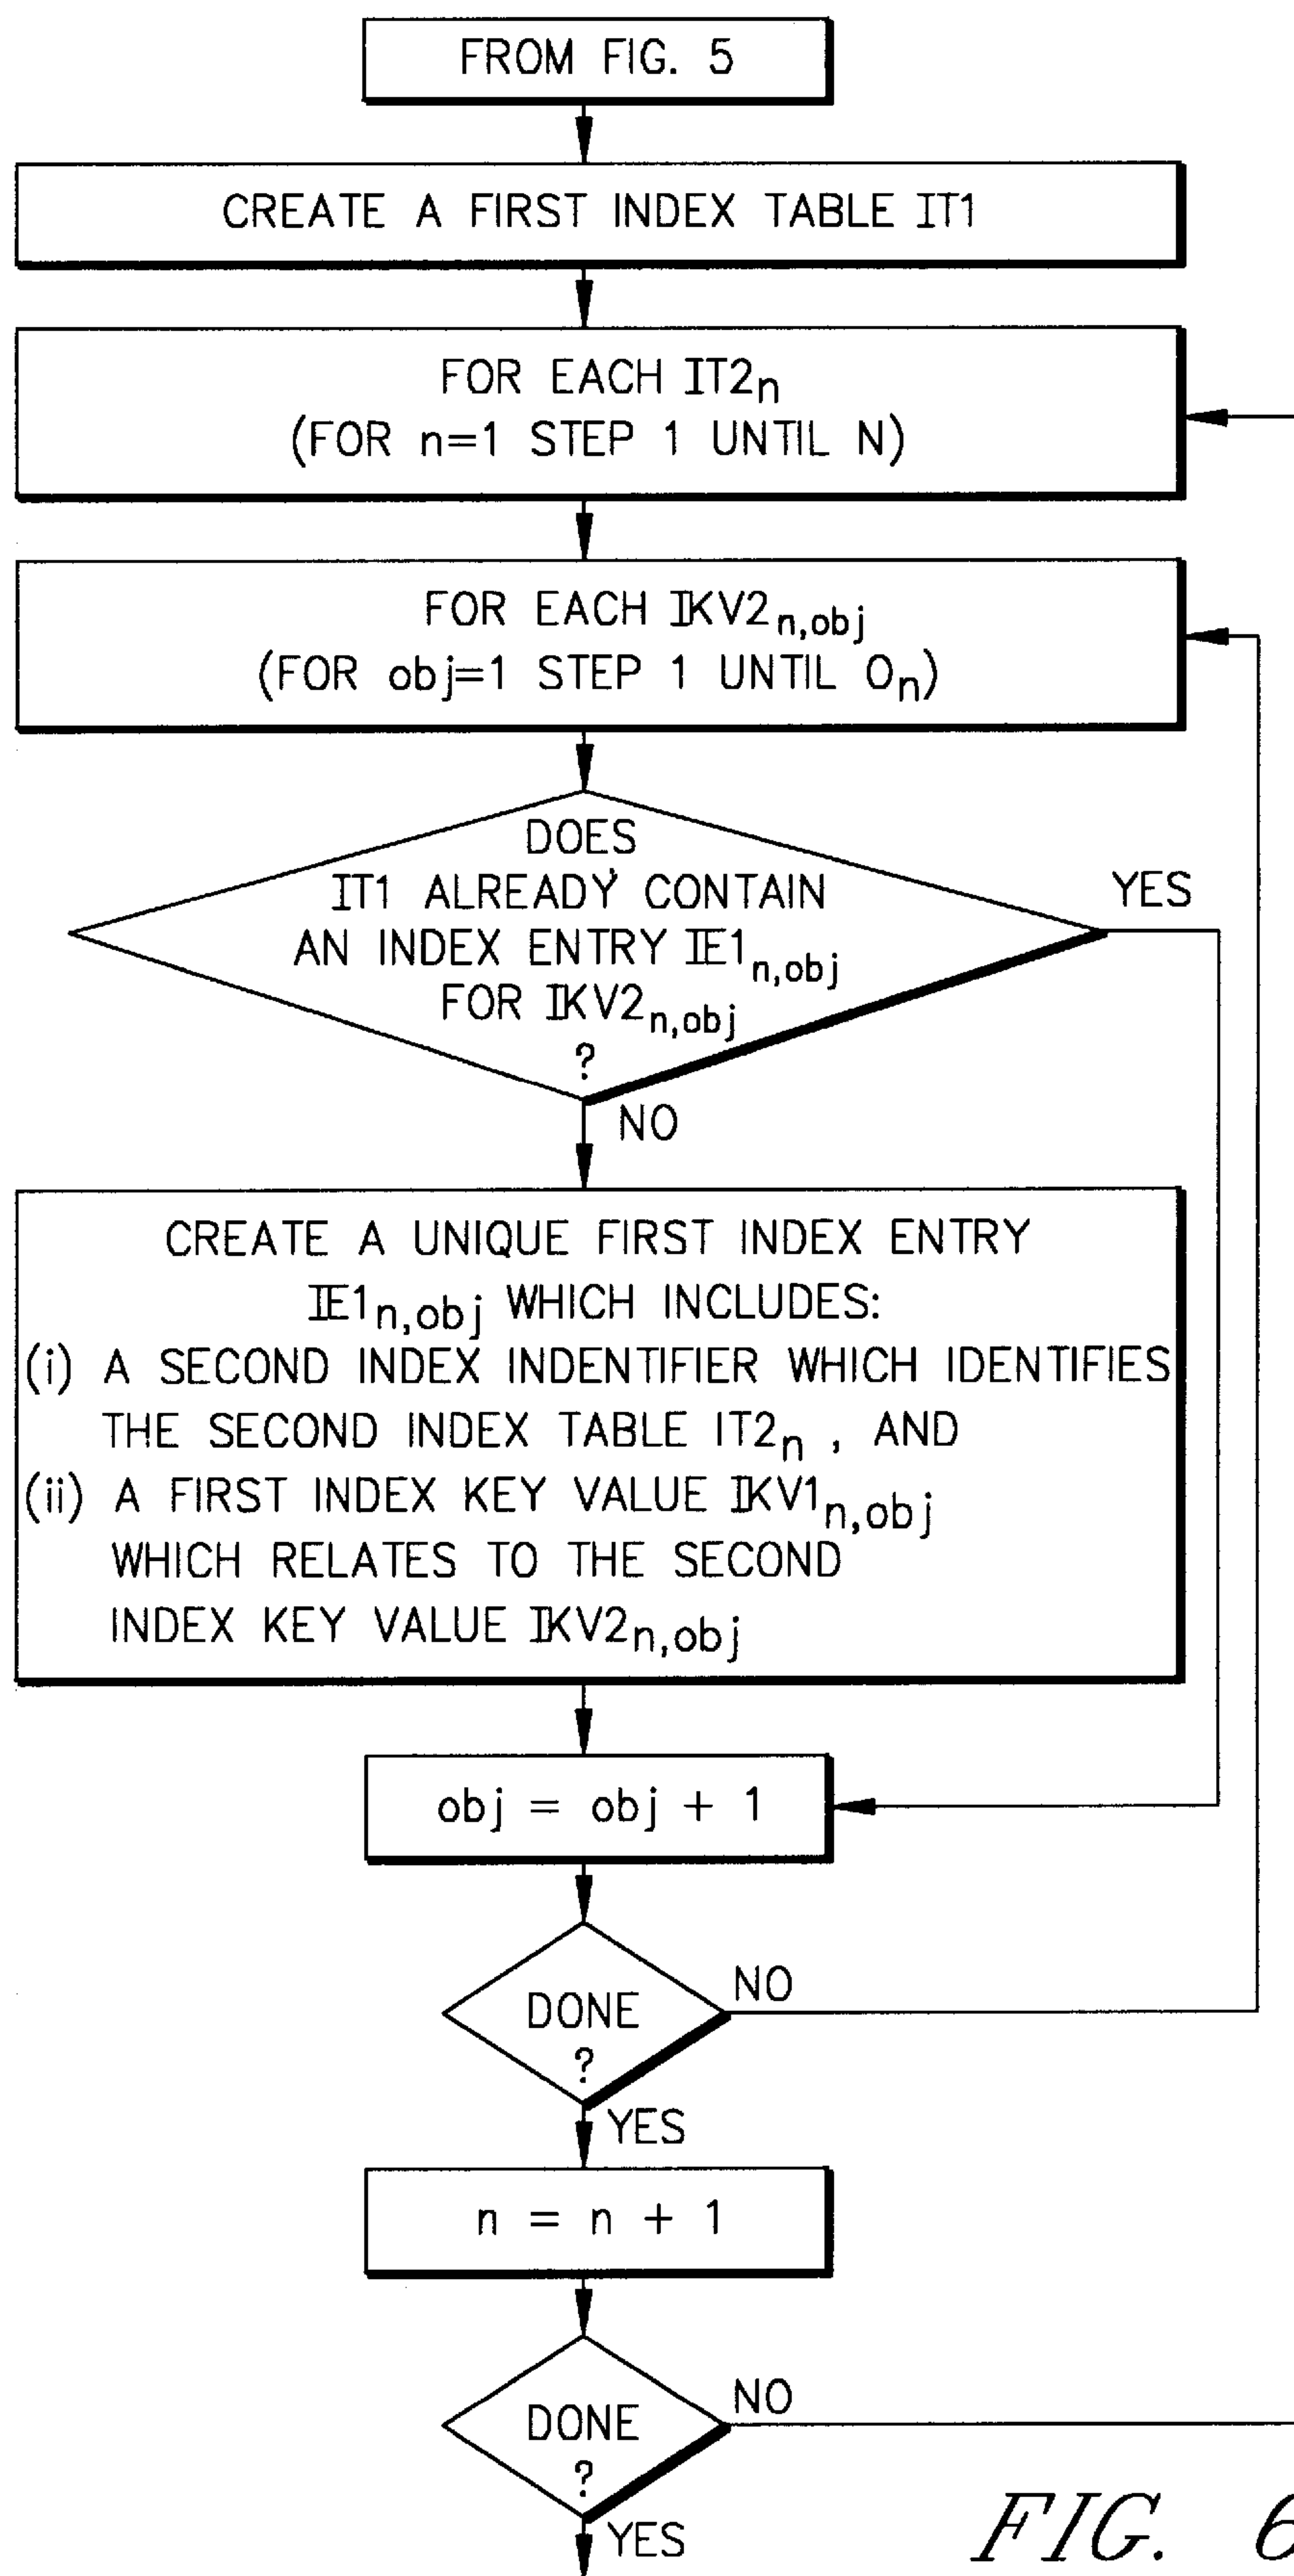 FROM FIG. 5
CREATE A FIRST INDEX TABLE IT1
FOR EACH IT2n
(FOR n=1 STEP 1 UNTIL N)
FOR EACH IKV2n,obj
(FOR obj=1 STEP 1 UNTIL On)
DOES
IT1 ALREADY CONTAIN
AN INDEX ENTRY IE1n,obj
FOR IKV2n,obj
?
YES
NO
CREATE A UNIQUE FIRST INDEX ENTRY
IE1n,obj WHICH INCLUDES:
(i) A SECOND INDEX INDENTIFIER WHICH IDENTIFIES
THE SECOND INDEX TABLE IT2n , AND
(ii) A FIRST INDEX KEY VALUE IKV1n,obj
WHICH RELATES TO THE SECOND
INDEX KEY VALUE IKV2n,obj
obj = obj + 1
DONE
?
NO
YES
n = n + 1
DONE
?
NO
YES
FIG. 6